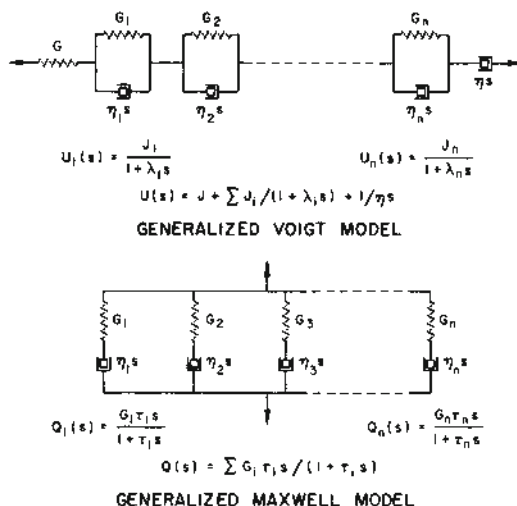 G G₁ G₂ Gₙ
η₁s η₂s ηₙs ηs
U₁(s) = J₁ / (1 + λ₁s) Uₙ(s) = Jₙ / (1 + λₙs)
U(s) = J + ∑ Jᵢ / (1 + λᵢs) + 1/ηs
GENERALIZED VOIGT MODEL
G₁ G₂ G₃ Gₙ
η₁s η₂s η₃s ηₙs
Q₁(s) = G₁τ₁s / (1 + τ₁s) Qₙ(s) = Gₙτₙs / (1 + τₙs)
Q(s) = ∑ Gᵢτᵢs / (1 + τᵢs)
GENERALIZED MAXWELL MODEL